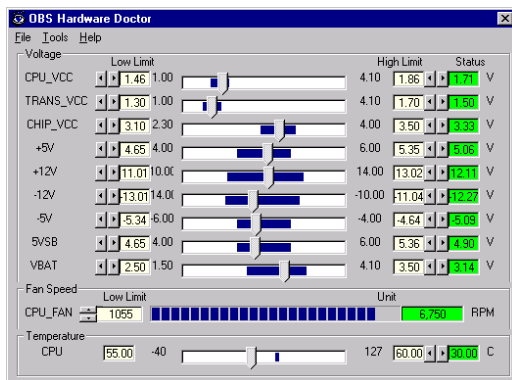 OBS Hardware Doctor
File Tools Help
Voltage
Low Limit High Limit Status
CPU_VCC 1.46 1.00 4.10 1.86 1.71 V
TRANS_VCC 1.30 1.00 4.10 1.70 1.50 V
CHIP_VCC 3.10 2.30 4.00 3.50 3.33 V
+5V 4.65 4.00 6.00 5.35 5.06 V
+12V 11.01 10.00 14.00 13.02 12.11 V
-12V -13.01 14.00 -10.00 -11.04 -12.27 V
-5V -5.34 -6.00 -4.00 -4.64 -5.09 V
5VSB 4.65 4.00 6.00 5.36 4.90 V
VBAT 2.50 1.50 4.10 3.50 3.14 V
Fan Speed
Low Limit Unit
CPU_FAN 1055 6,750 RPM
Temperature
CPU 55.00 -40 127 60.00 30.00 C